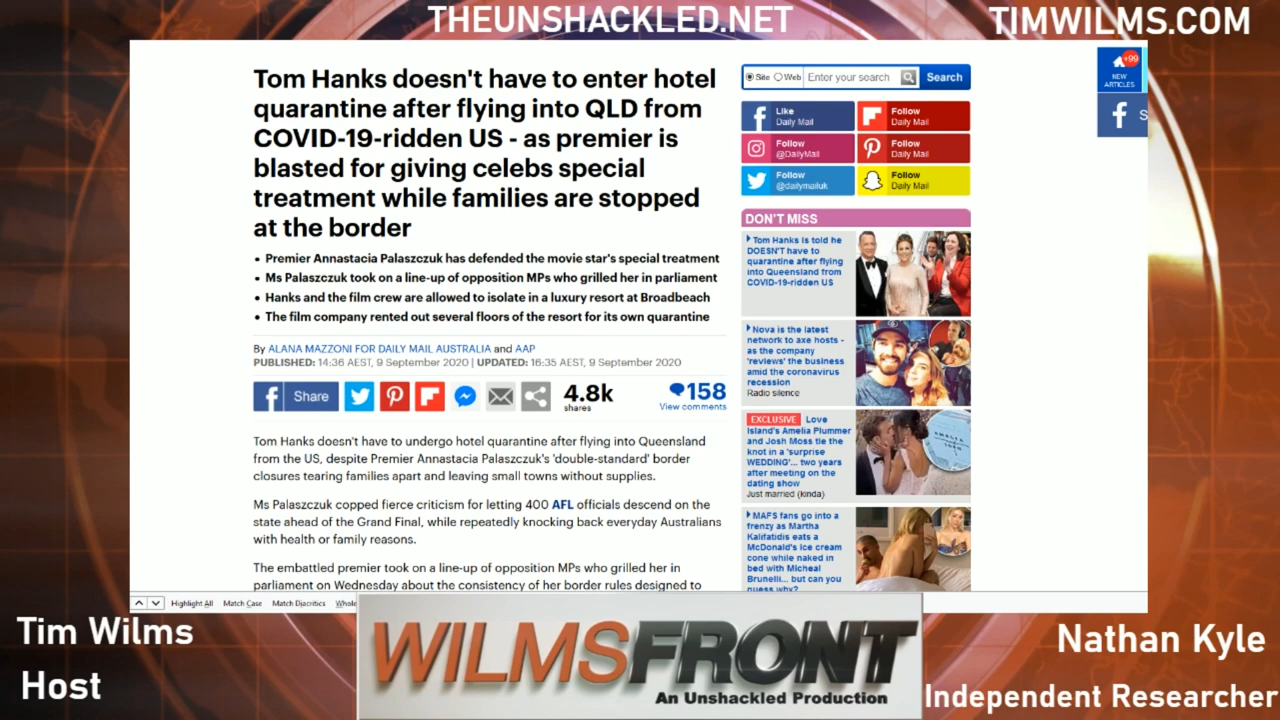 THEUNSHACKLED.NET
TIMWILMS.COM
Tom Hanks doesn't have to enter hotel
quarantine after flying into QLD from
COVID-19-ridden US - as premier is
blasted for giving celebs special
treatment while families are stopped
at the border
• Premier Annastacia Palaszczuk has defended the movie star's special treatment
• Ms Palaszczuk took on a line-up of opposition MPs who grilled her in parliament
• Hanks and the film crew are allowed to isolate in a luxury resort at Broadbeach
• The film company rented out several floors of the resort for its own quarantine
By ALANA MAZZONI FOR DAILY MAIL AUSTRALIA and AAP
PUBLISHED: 14:36 AEST, 9 September 2020 | UPDATED: 16:35 AEST, 9 September 2020
Share
4.8k
shares
158
View comments
Tom Hanks doesn't have to undergo hotel quarantine after flying into Queensland
from the US, despite Premier Annastacia Palaszczuk's 'double-standard' border
closures tearing families apart and leaving small towns without supplies.
Ms Palaszczuk copped fierce criticism for letting 400 AFL officials descend on the
state ahead of the Grand Final, while repeatedly knocking back everyday Australians
with health or family reasons.
The embattled premier took on a line-up of opposition MPs who grilled her in
parliament on Wednesday about the consistency of her border rules designed to
Site Web Enter your search Search
Like
Daily Mail
Follow
Daily Mail
Follow
@DailyMail
Follow
Daily Mail
Follow
@dailymailuk
Follow
Daily Mail
DON'T MISS
Tom Hanks is told he
DOESN'T have to
quarantine after flying
into Queensland from
COVID-19-ridden US
Nova is the latest
network to axe hosts -
as the company
'reviews' the business
amid the coronavirus
recession
Radio silence
EXCLUSIVE Love
Island's Amelia Plummer
and Josh Moss tie the
knot in a 'surprise
WEDDING'... two years
after meeting on the
dating show
Just married (kinda)
MAFS fans go into a
frenzy as Martha
Kalifatidis eats a
McDonald's ice cream
cone while naked in
bed with Micheal
Brunelli... but can you
guess why?
+99
NEW
ARTICLES
S
Highlight All Match Case Match Diacritics Whole
Tim Wilms
Host
WILMSFRONT
An Unshackled Production
Nathan Kyle
Independent Researcher